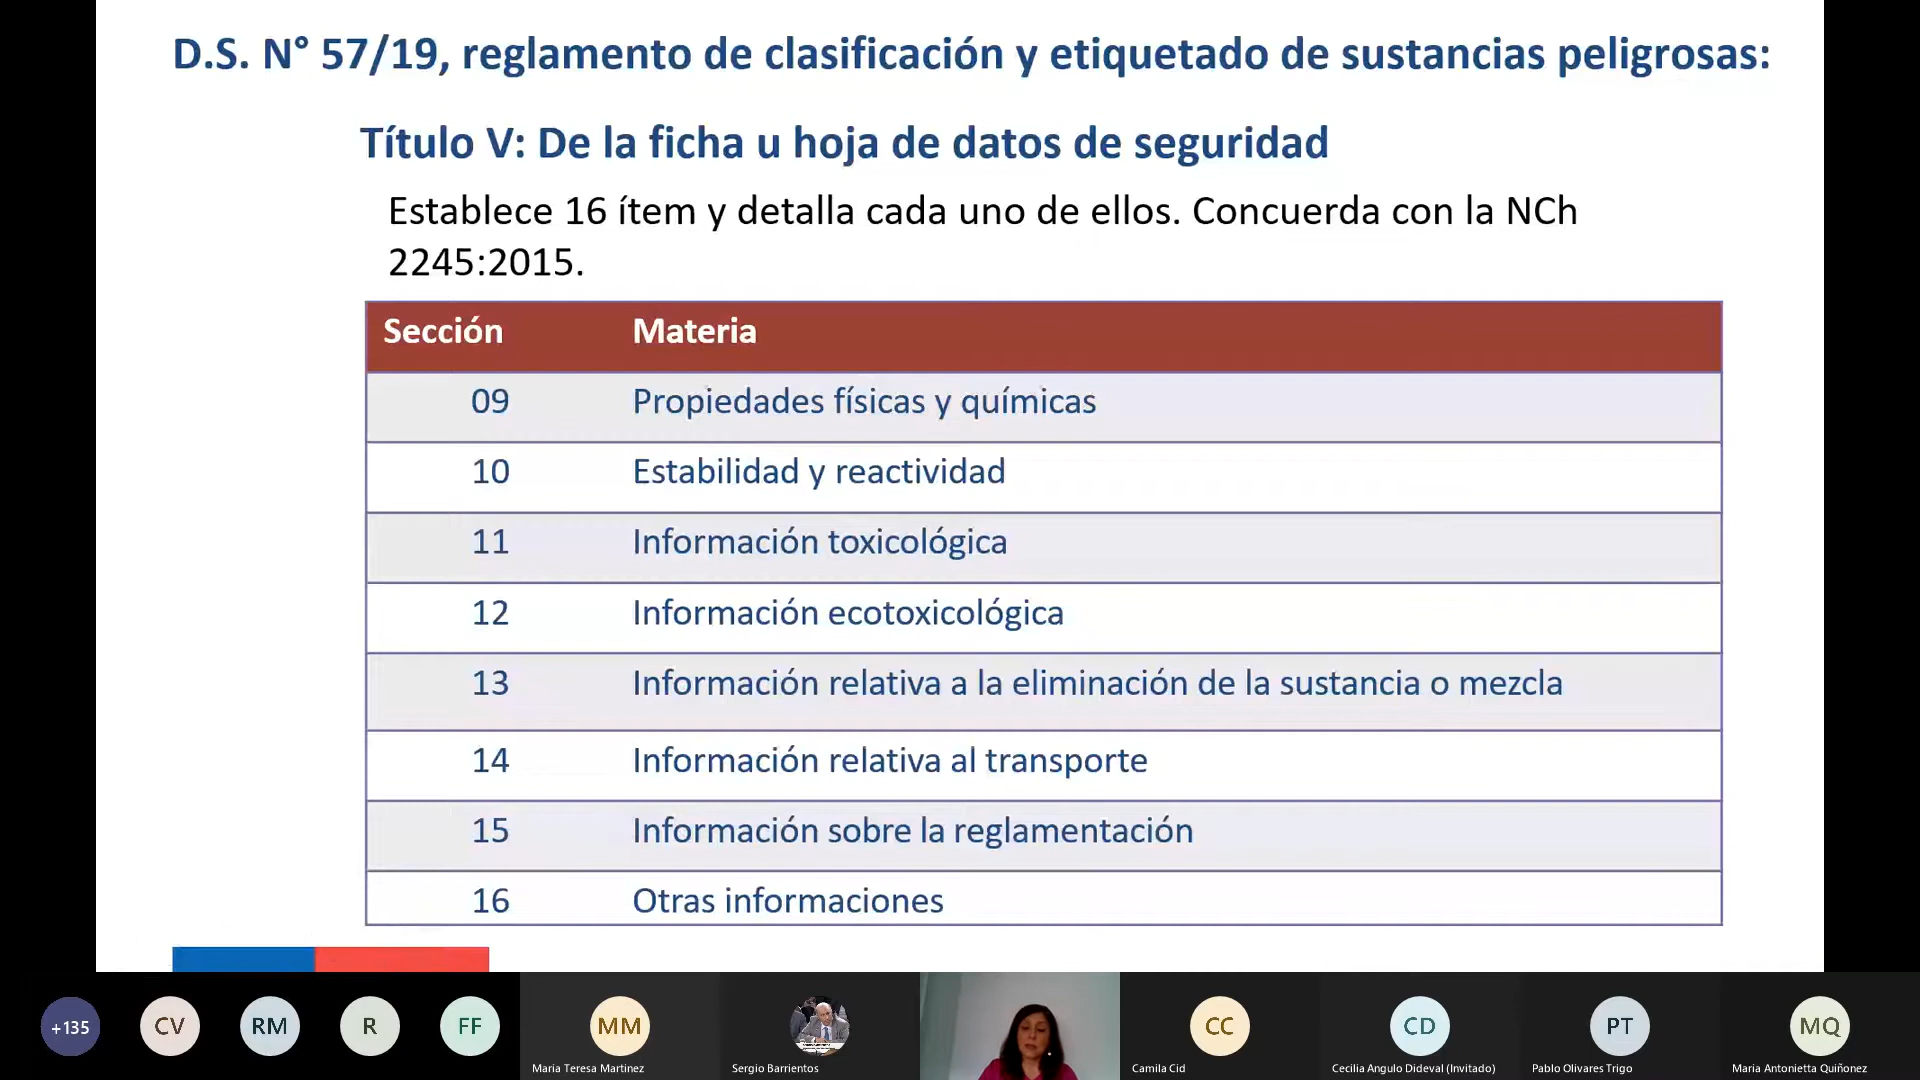 D.S. N° 57/19, reglamento de clasificación y etiquetado de sustancias peligrosas:
Título V: De la ficha u hoja de datos de seguridad
Establece 16 ítem y detalla cada uno de ellos. Concuerda con la NCh
2245:2015.
Sección Materia
09 Propiedades físicas y químicas
10 Estabilidad y reactividad
11 Información toxicológica
12 Información ecotoxicológica
13 Información relativa a la eliminación de la sustancia o mezcla
14 Información relativa al transporte
15 Información sobre la reglamentación
16 Otras informaciones
+135 CV RM R FF MM CC CD PT MQ
Maria Teresa Martinez Sergio Barrientos Camila Cid Cecilia Angulo Dideval (Invitado) Pablo Olivares Trigo Maria Antonietta Quiñonez